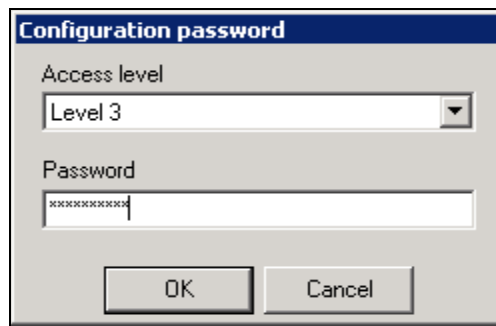 Configuration password
Access level
Level 3
Password
**********
OK Cancel